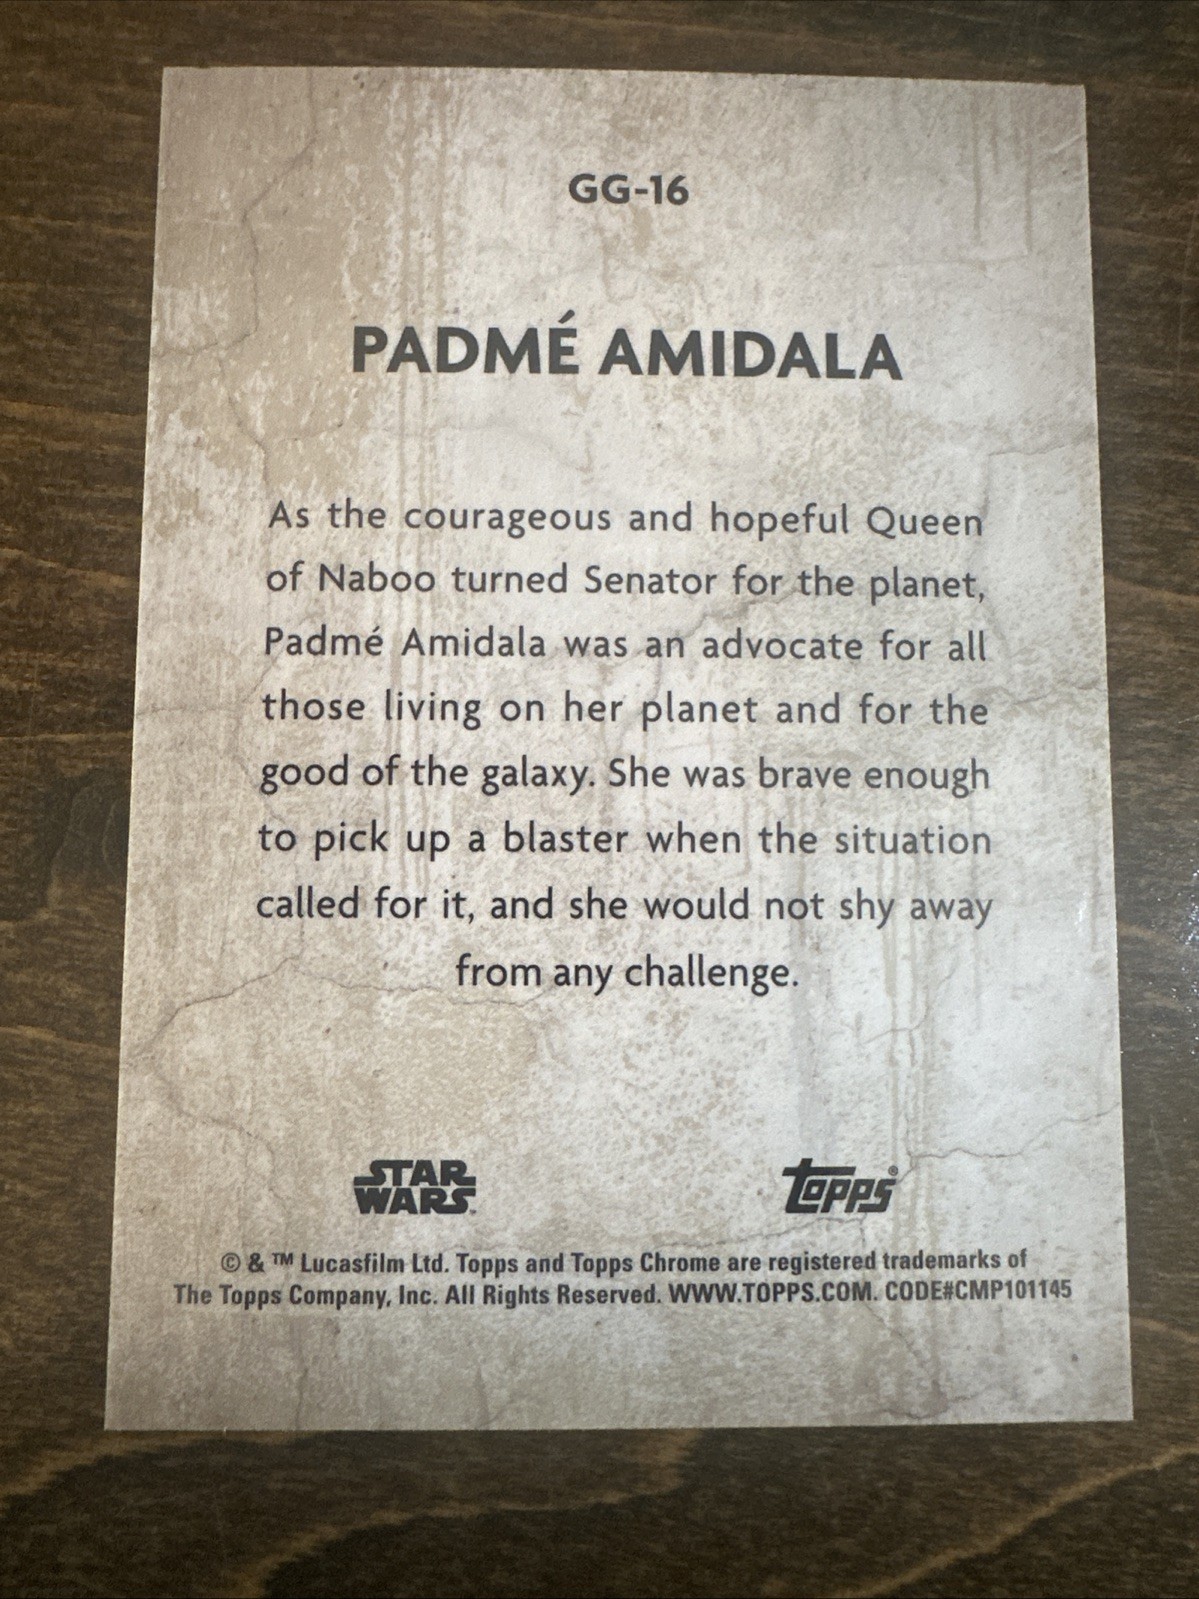 GG-16
PADMÉ AMIDALA
As the courageous and hopeful Queen
of Naboo turned Senator for the planet,
Padmé Amidala was an advocate for all
those living on her planet and for the
good of the galaxy. She was brave enough
to pick up a blaster when the situation
called for it, and she would not shy away
from any challenge.
STAR
WARS
Topps®
© & ™ Lucasfilm Ltd. Topps and Topps Chrome are registered trademarks of
The Topps Company, Inc. All Rights Reserved. WWW.TOPPS.COM. CODE#CMP101145